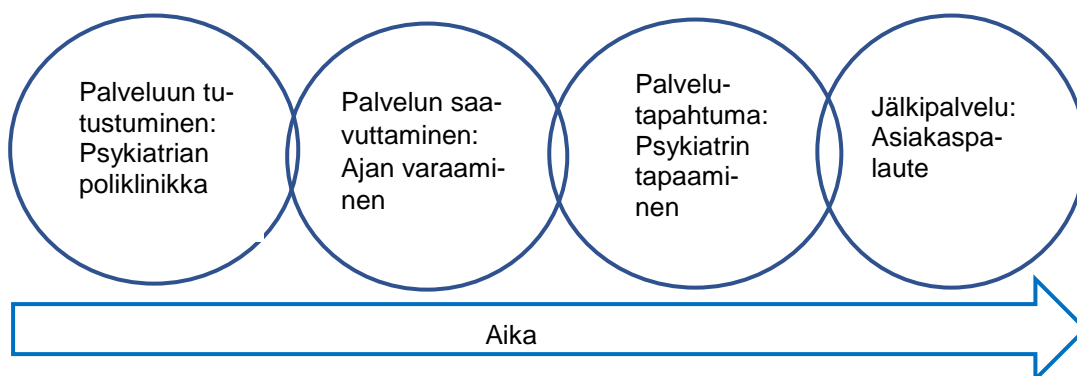 Palveluun tu-
tustuminen:
Psykiatrian
poliklinikka
Palvelun saa-
vuttaminen:
Ajan varaami-
nen
Palvelu-
tapahtuma:
Psykiatrin
tapaami-
nen
Jälkipalvelu:
Asiakaspa-
laute
Aika